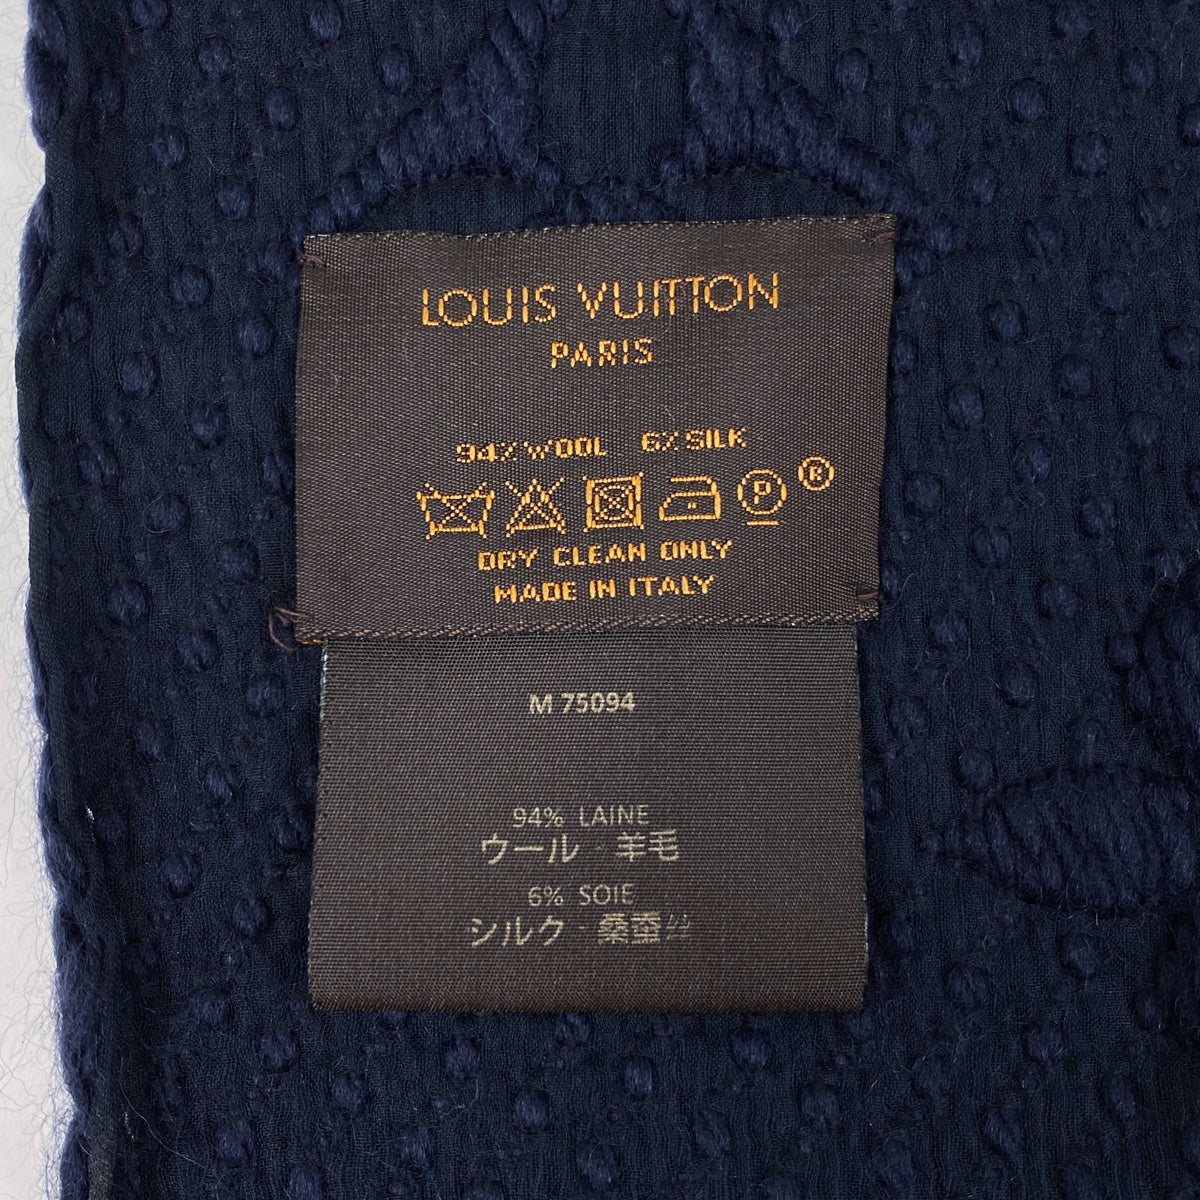 LOUIS VUITTON
PARIS
94% WOOL 6% SILK
P ®
DRY CLEAN ONLY
MADE IN ITALY
M 75094
94% LAINE
ウール - 羊毛
6% SOIE
シルク - 桑蚕丝